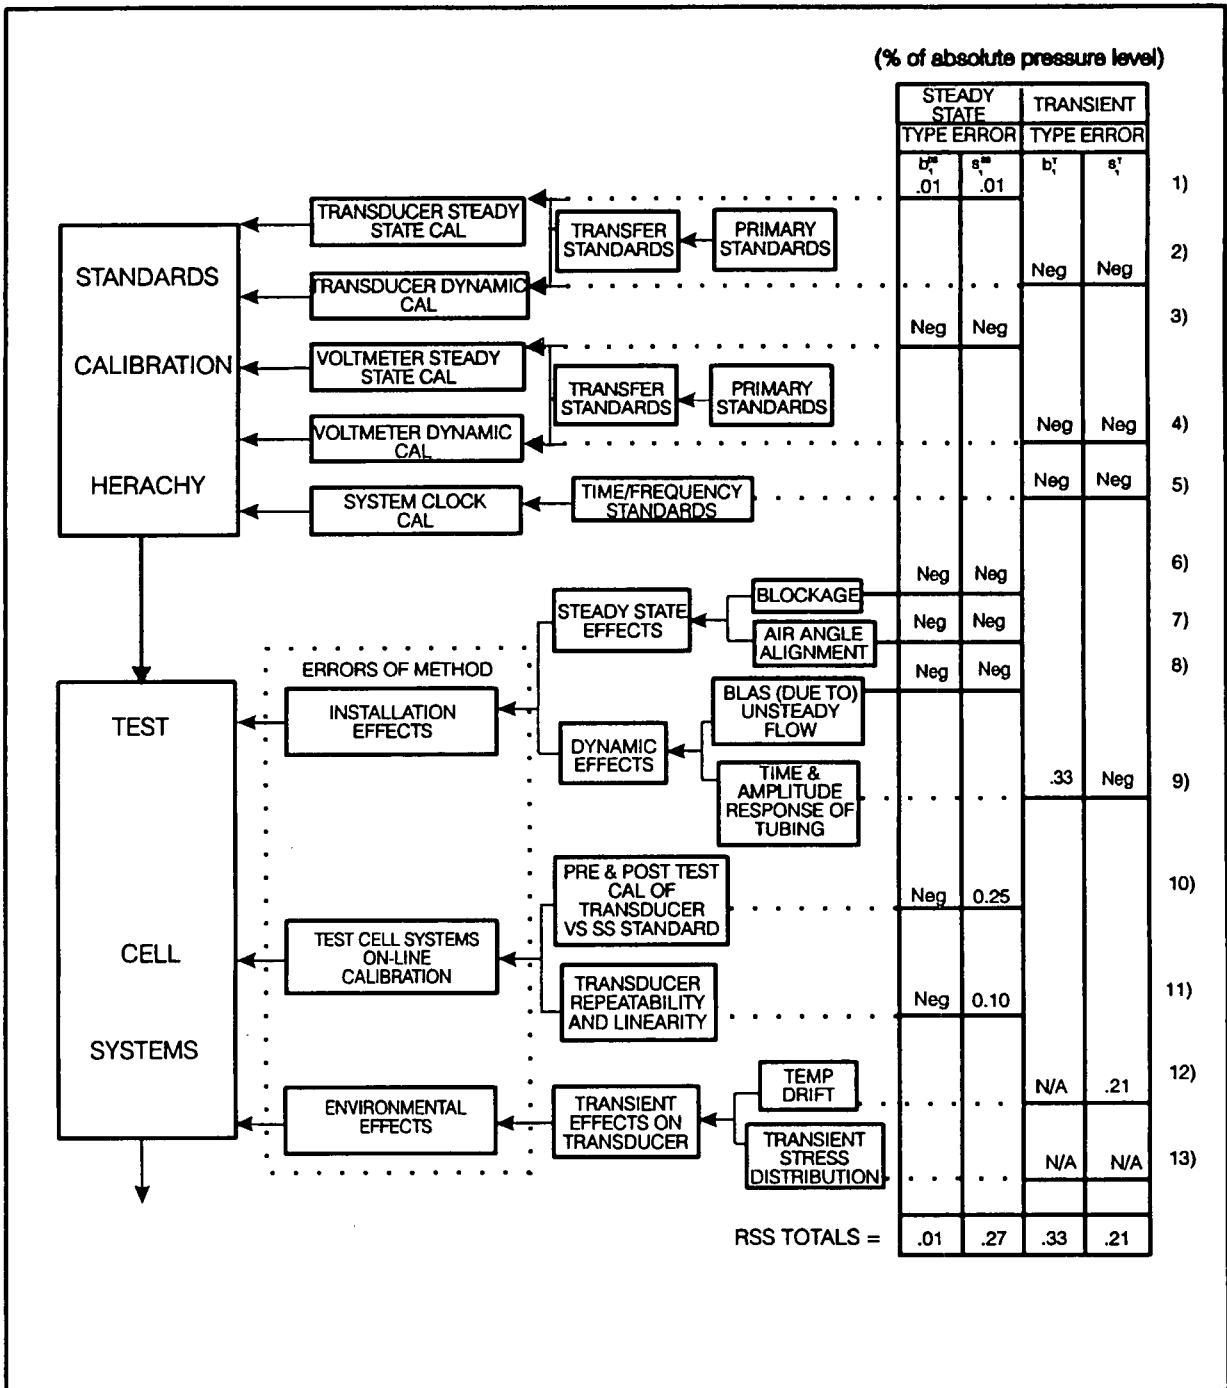 (% of absolute pressure level)
STEADY
STATE
TRANSIENT
TYPE ERROR
TYPE ERROR
.01
.01
1)
TRANSDUCER STEADY
STATE CAL
TRANSFER
STANDARDS
PRIMARY
STANDARDS
2)
Neg
Neg
STANDARDS
TRANSDUCER DYNAMIC
CAL
3)
Neg
Neg
CALIBRATION
VOLTMETER STEADY
STATE CAL
TRANSFER
STANDARDS
PRIMARY
STANDARDS
VOLTMETER DYNAMIC
CAL
Neg
Neg
4)
HERACHY
SYSTEM CLOCK
CAL
TIME/FREQUENCY
STANDARDS
Neg
Neg
5)
6)
Neg
Neg
BLOCKAGE
STEADY STATE
EFFECTS
7)
Neg
Neg
AIR ANGLE
ALIGNMENT
8)
Neg
Neg
ERRORS OF METHOD
TEST
INSTALLATION
EFFECTS
BLAS (DUE TO)
UNSTEADY
FLOW
DYNAMIC
EFFECTS
TIME &
AMPLITUDE
RESPONSE OF
TUBING
.33
Neg
9)
PRE & POST TEST
CAL OF
TRANSDUCER
VS SS STANDARD
Neg
0.25
10)
CELL
TEST CELL SYSTEMS
ON-LINE
CALIBRATION
TRANSDUCER
REPEATABILITY
AND LINEARITY
Neg
0.10
11)
SYSTEMS
TEMP
DRIFT
N/A
.21
12)
ENVIRONMENTAL
EFFECTS
TRANSIENT
EFFECTS ON
TRANSDUCER
TRANSIENT
STRESS
DISTRIBUTION
N/A
N/A
13)
RSS TOTALS =
.01
.27
.33
.21